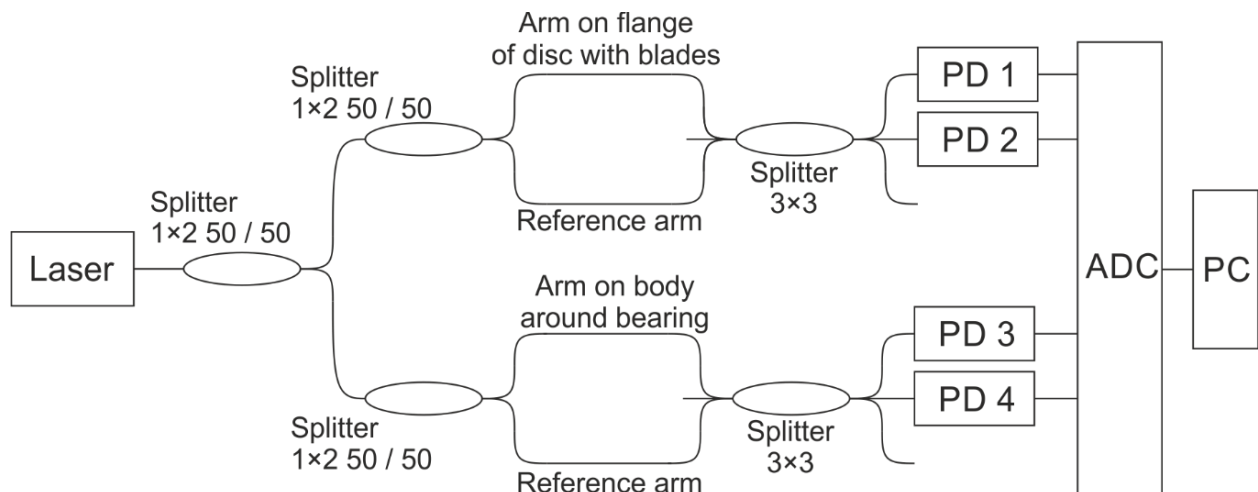 Arm on flange
of disc with blades
Splitter
1×2 50 / 50
PD 1
PD 2
Splitter
3×3
Reference arm
Splitter
1×2 50 / 50
Laser
ADC
PC
Arm on body
around bearing
PD 3
PD 4
Splitter
1×2 50 / 50
Splitter
3×3
Reference arm